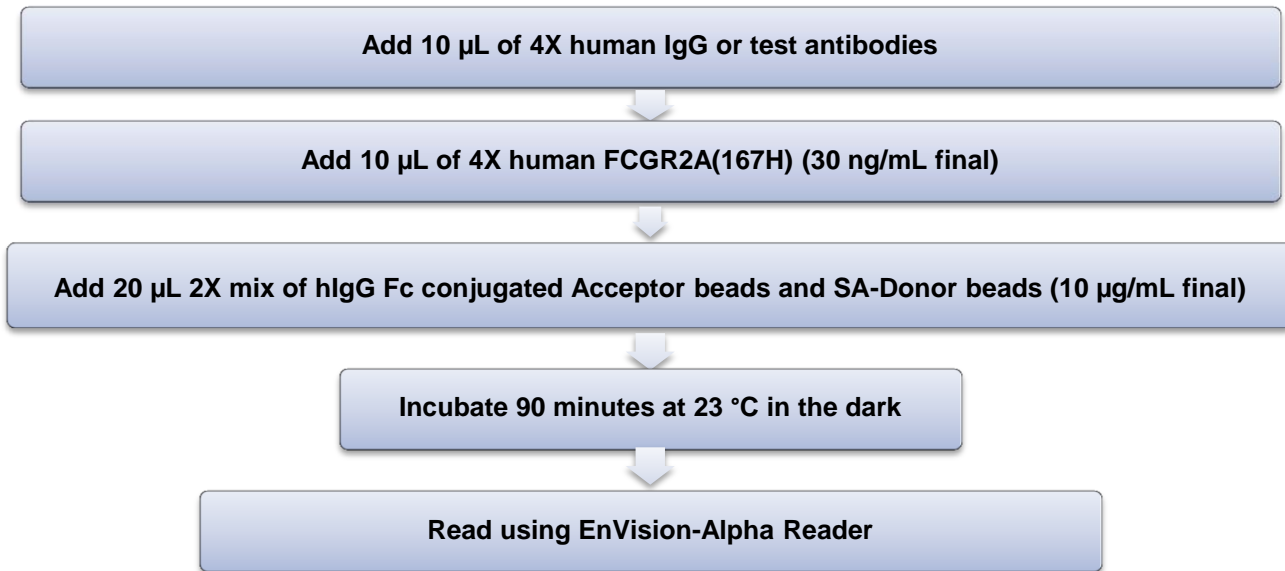 Add 10 µL of 4X human IgG or test antibodies
Add 10 µL of 4X human FCGR2A(167H) (30 ng/mL final)
Add 20 µL 2X mix of hIgG Fc conjugated Acceptor beads and SA-Donor beads (10 µg/mL final)
Incubate 90 minutes at 23 °C in the dark
Read using EnVision-Alpha Reader